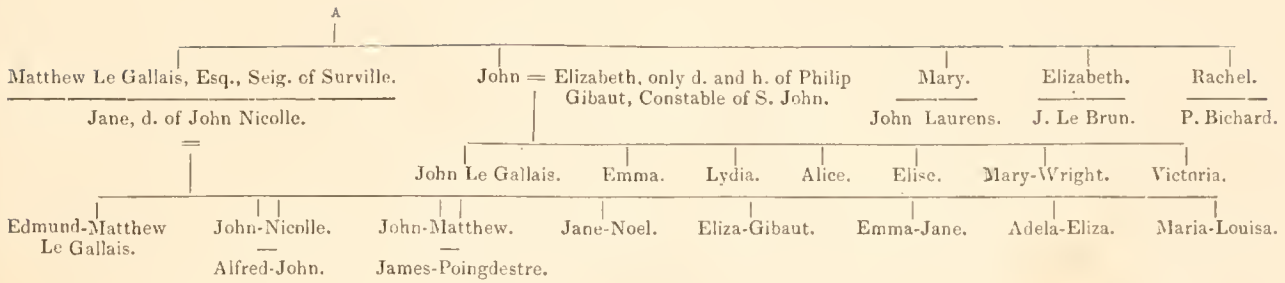 A
Matthew Le Gallais, Esq., Seig. of Surville.
Jane, d. of John Nicolle.
John = Elizabeth, only d. and h. of Philip
Gibaut, Constable of S. John.
Mary.
John Laurens.
Elizabeth.
J. Le Brun.
Rachel.
P. Bichard.
=
John Le Gallais. Emma. Lydia. Alice. Elise. Mary-Wright. Victoria.
Edmund-Matthew
Le Gallais.
John-Nicolle.
Alfred-John.
John-Matthew.
James-Poingdestre.
Jane-Noel. Eliza-Gibaut. Emma-Jane. Adela-Eliza. Maria-Louisa.